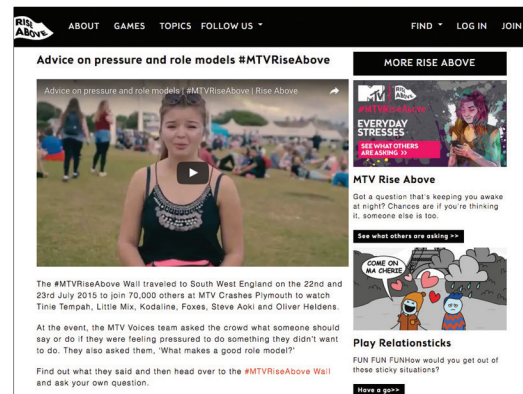 RISE ABOVE
ABOUT GAMES TOPICS FOLLOW US FIND LOG IN JOIN
Advice on pressure and role models #MTVRiseAbove
Advice on pressure and role models | #MTVRiseAbove | Rise Above
The #MTVRiseAbove Wall traveled to South West England on the 22nd and
23rd July 2015 to join 70,000 others at MTV Crashes Plymouth to watch
Tinie Tempah, Little Mix, Kodaline, Foxes, Steve Aoki and Oliver Heldens.
At the event, the MTV Voices team asked the crowd what someone should
say or do if they were feeling pressured to do something they didn't want
to do. They also asked them, 'What makes a good role model?'
Find out what they said and then head over to the #MTVRiseAbove Wall
and ask your own question.
MORE RISE ABOVE
MTV RISE ABOVE
#MTVRiseAbove
EVERYDAY
STRESSES
SEE WHAT OTHERS
ARE ASKING >>
MTV Rise Above
Got a question that's keeping you awake
at night? Chances are if you're thinking
it, someone else is too.
See what others are asking >>
COME ON
MA CHERIE
Play Relationsticks
FUN FUN FUNHow would you get out of
these sticky situations?
Have a go>>